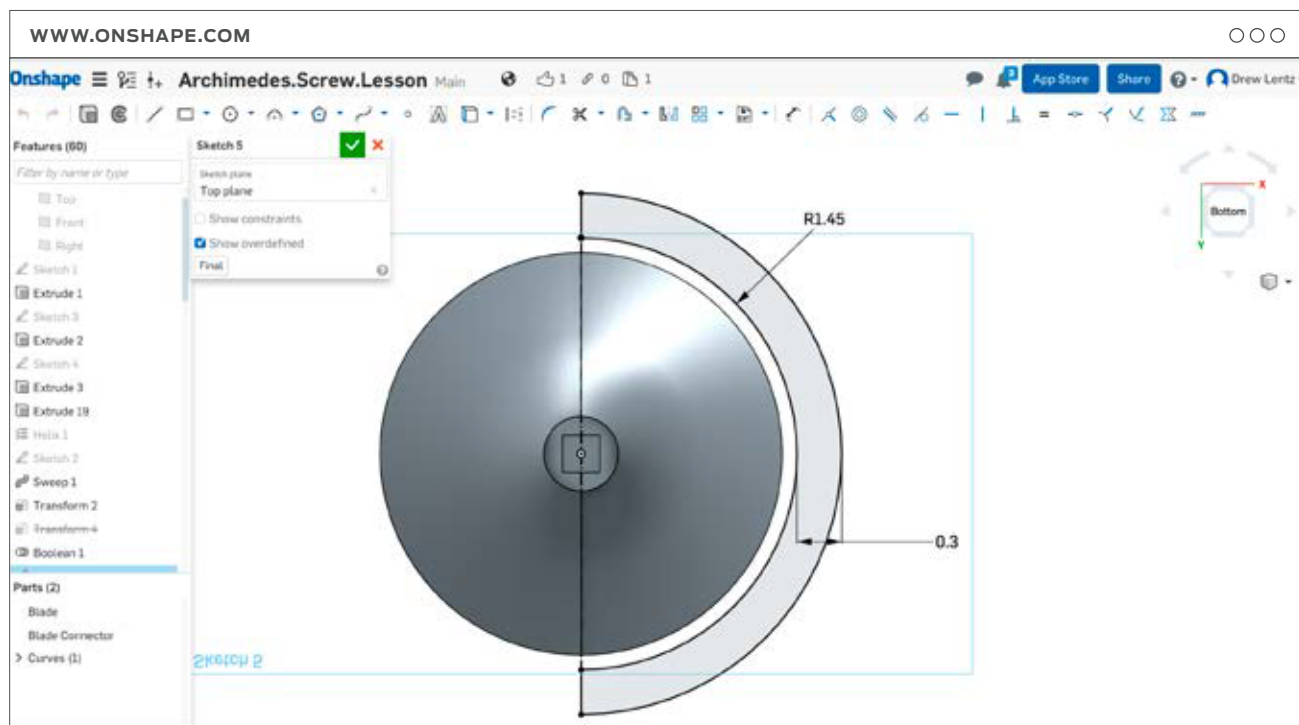 WWW.ONSHAPE.COM
Onshape Archimedes.Screw.Lesson Main 1 0 1 App Store Share Drew Lentz
Features (60)
Filter by name or type
Top
Front
Right
Sketch 1
Extrude 1
Sketch 3
Extrude 2
Sketch 4
Extrude 3
Extrude 19
Helix 1
Sketch 2
Sweep 1
Transform 2
Transform 4
Boolean 1
Parts (2)
Blade
Blade Connector
Curves (1)
Sketch 5
Sketch plane
Top plane
Show constraints
Show overdefined
Final
R1.45
0.3
Sketch 5
X
Bottom
Y